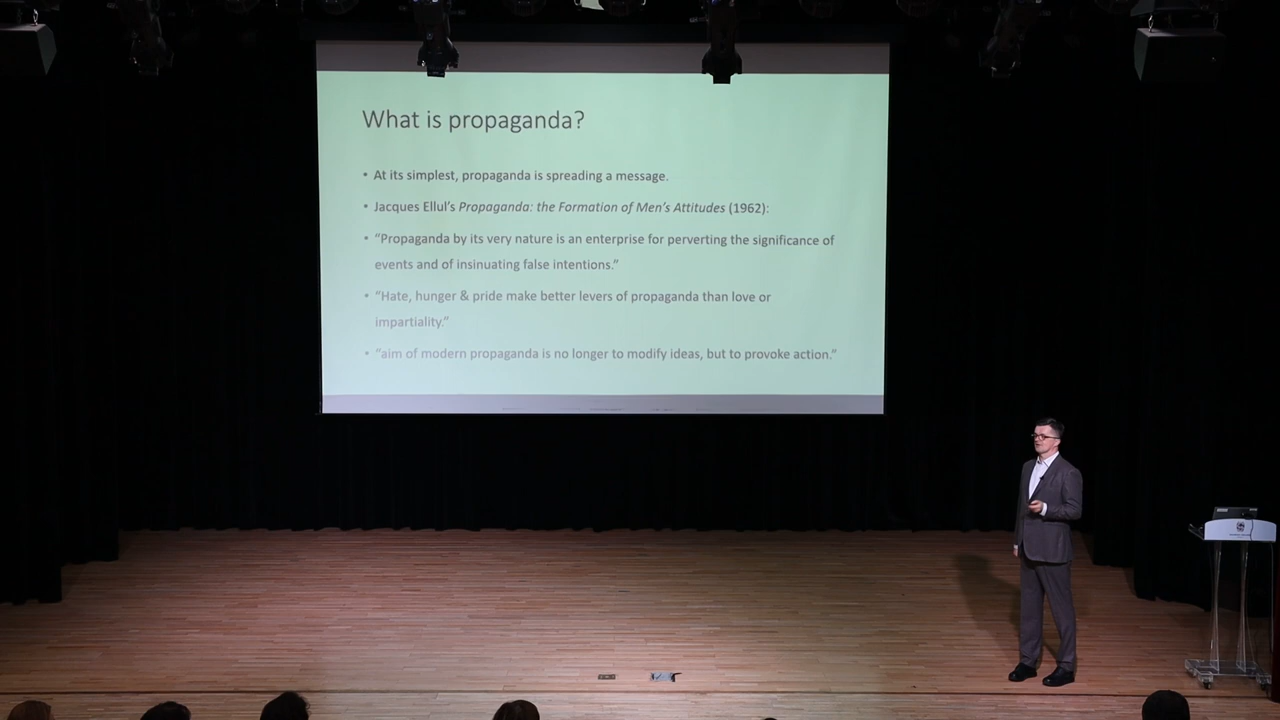 What is propaganda?
• At its simplest, propaganda is spreading a message.
• Jacques Ellul's Propaganda: the Formation of Men's Attitudes (1962):
• “Propaganda by its very nature is an enterprise for perverting the significance of
events and of insinuating false intentions.”
• “Hate, hunger & pride make better levers of propaganda than love or
impartiality.”
• “aim of modern propaganda is no longer to modify ideas, but to provoke action.”